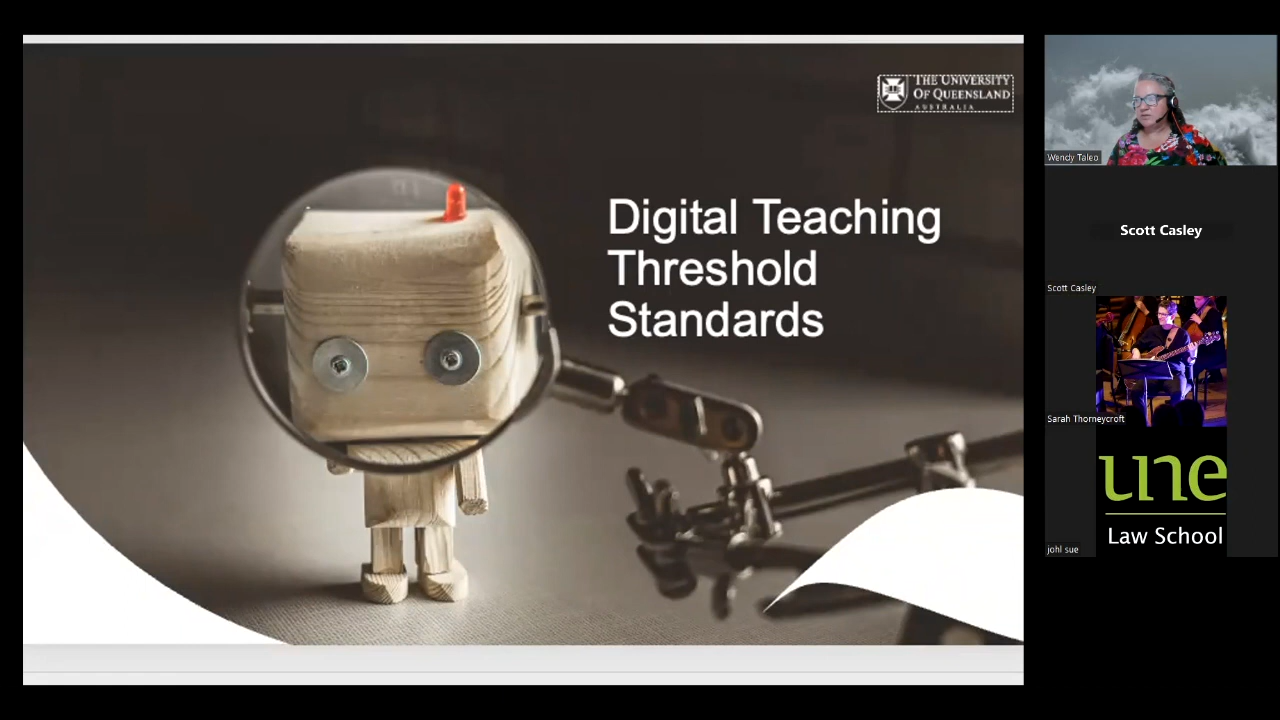 THE UNIVERSITY
OF QUEENSLAND
AUSTRALIA
Digital Teaching
Threshold
Standards
Wendy Taleo
Scott Casley
Scott Casley
Sarah Thorneycroft
une
Law School
johl sue